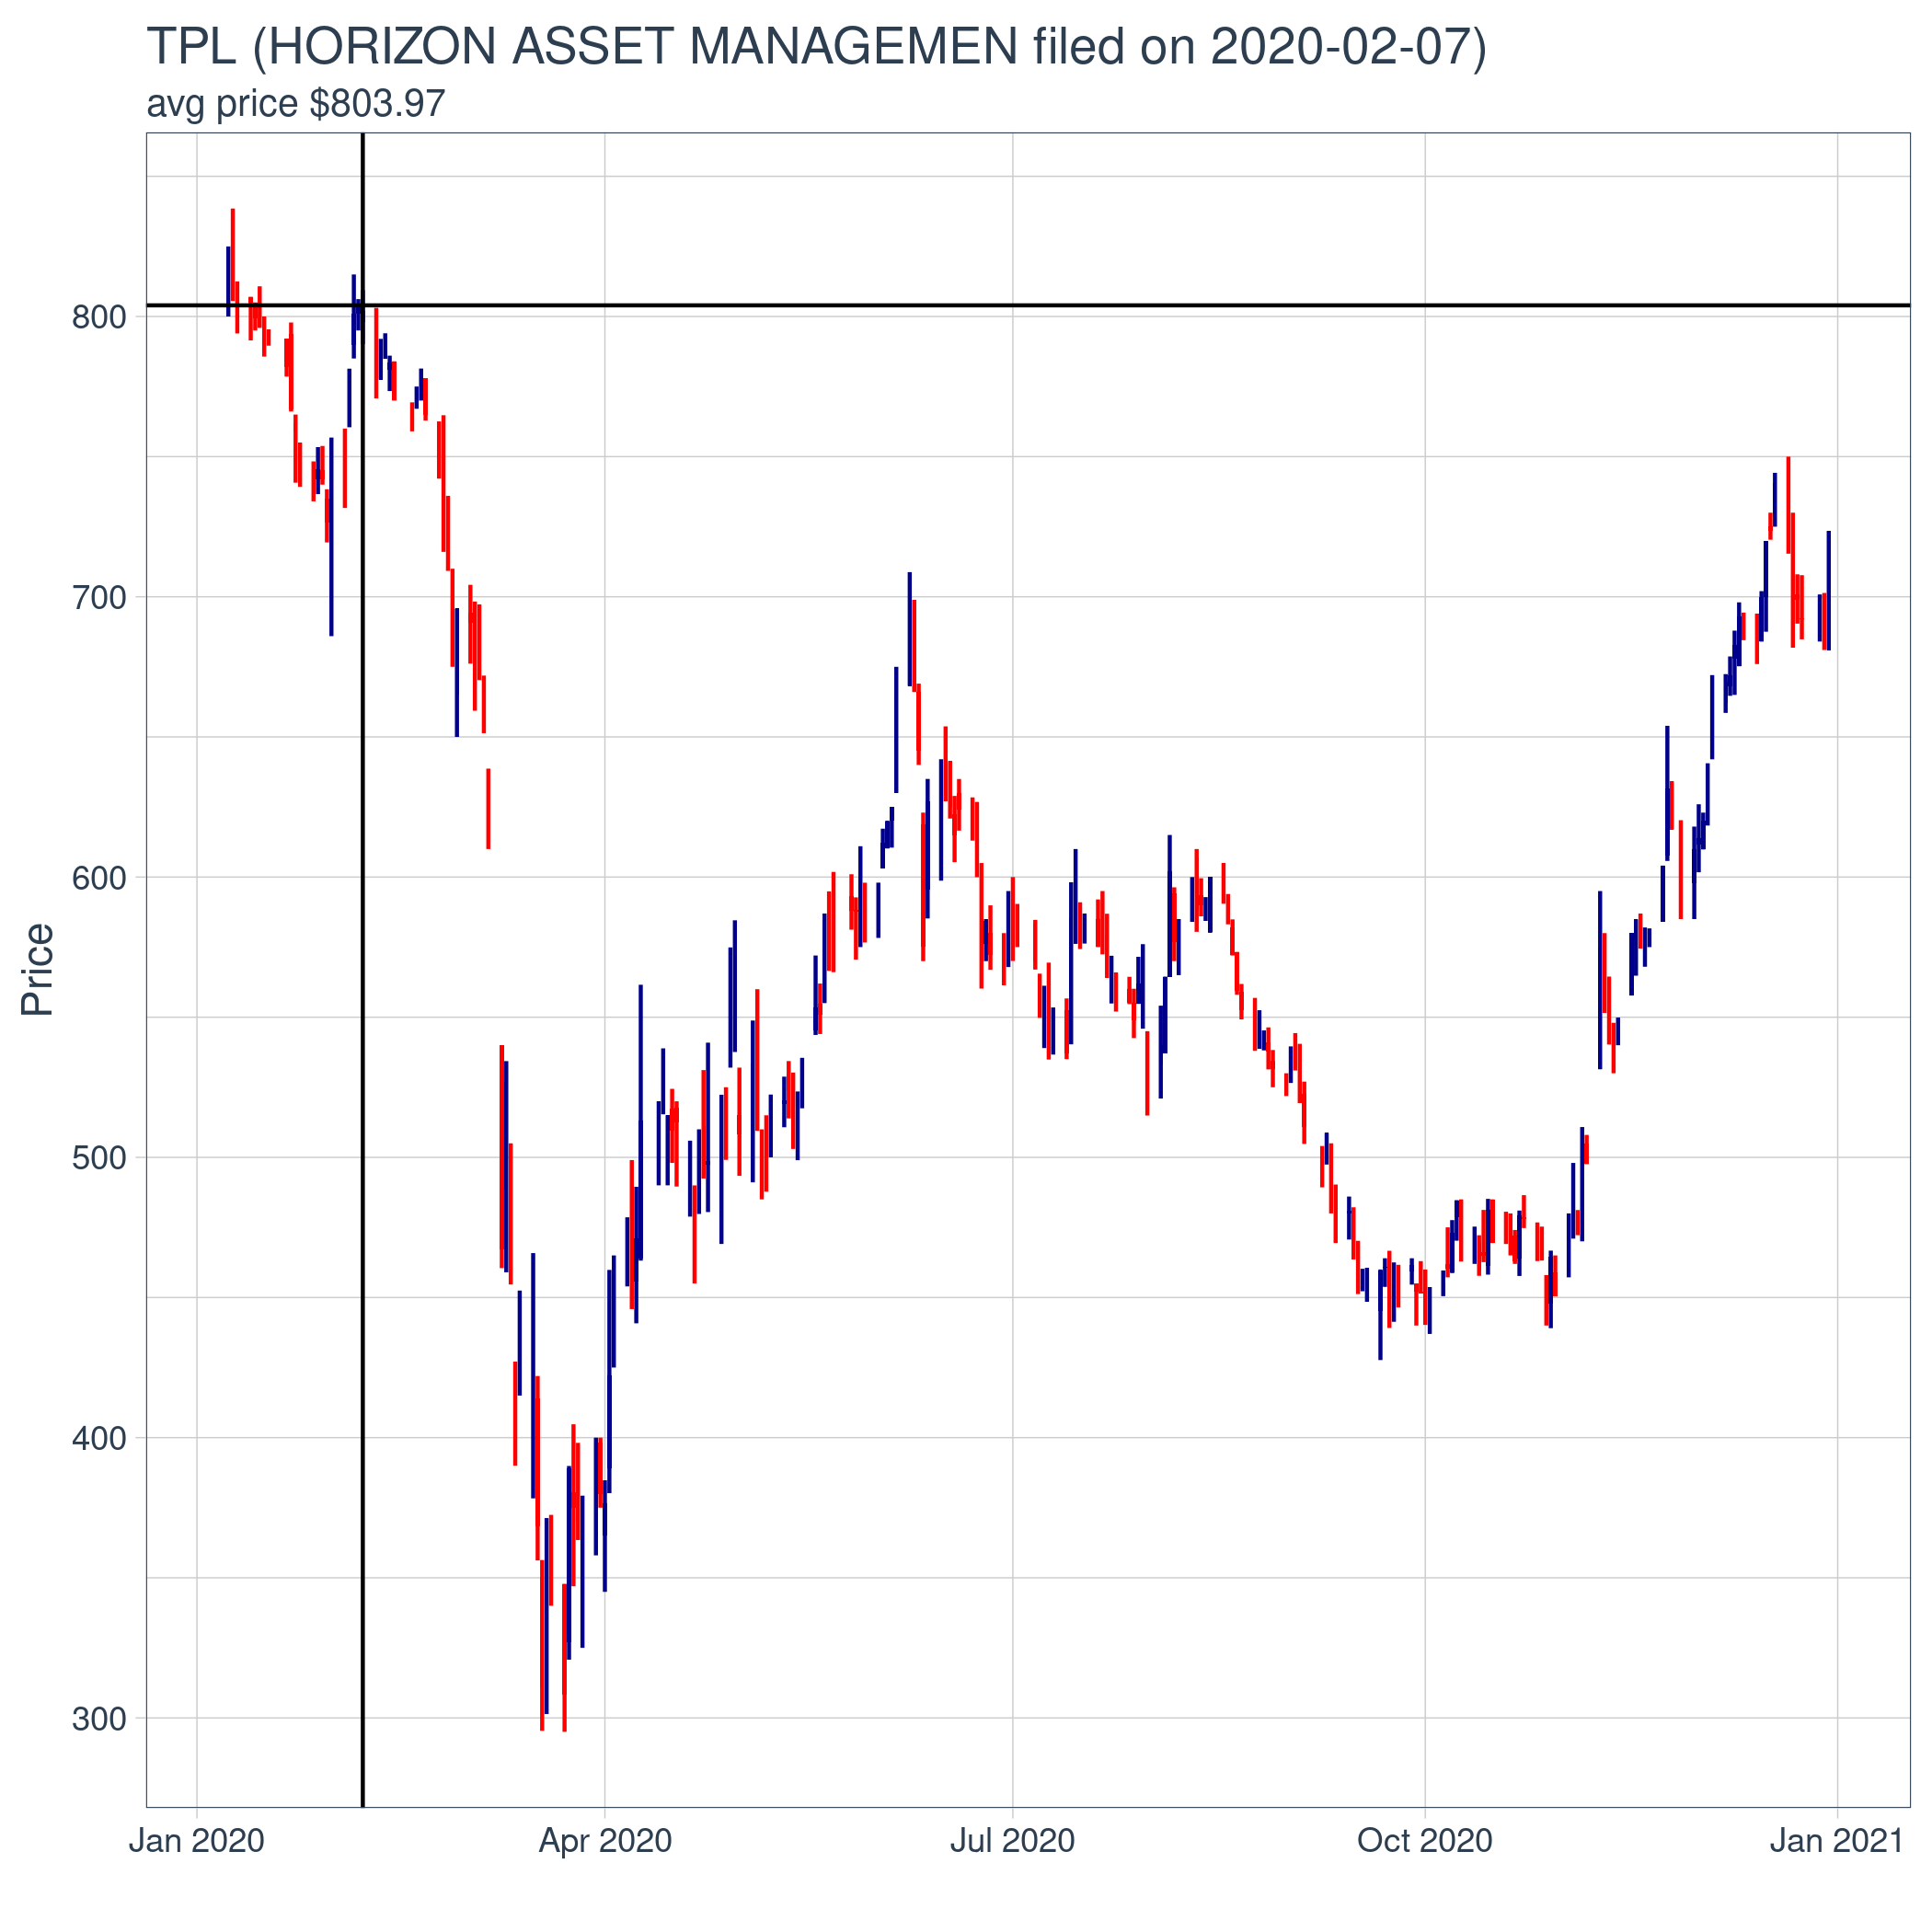 TPL (HORIZON ASSET MANAGEMEN filed on 2020-02-07)
avg price $803.97
800
700
600
500
400
300
Price
Jan 2020
Apr 2020
Jul 2020
Oct 2020
Jan 2021